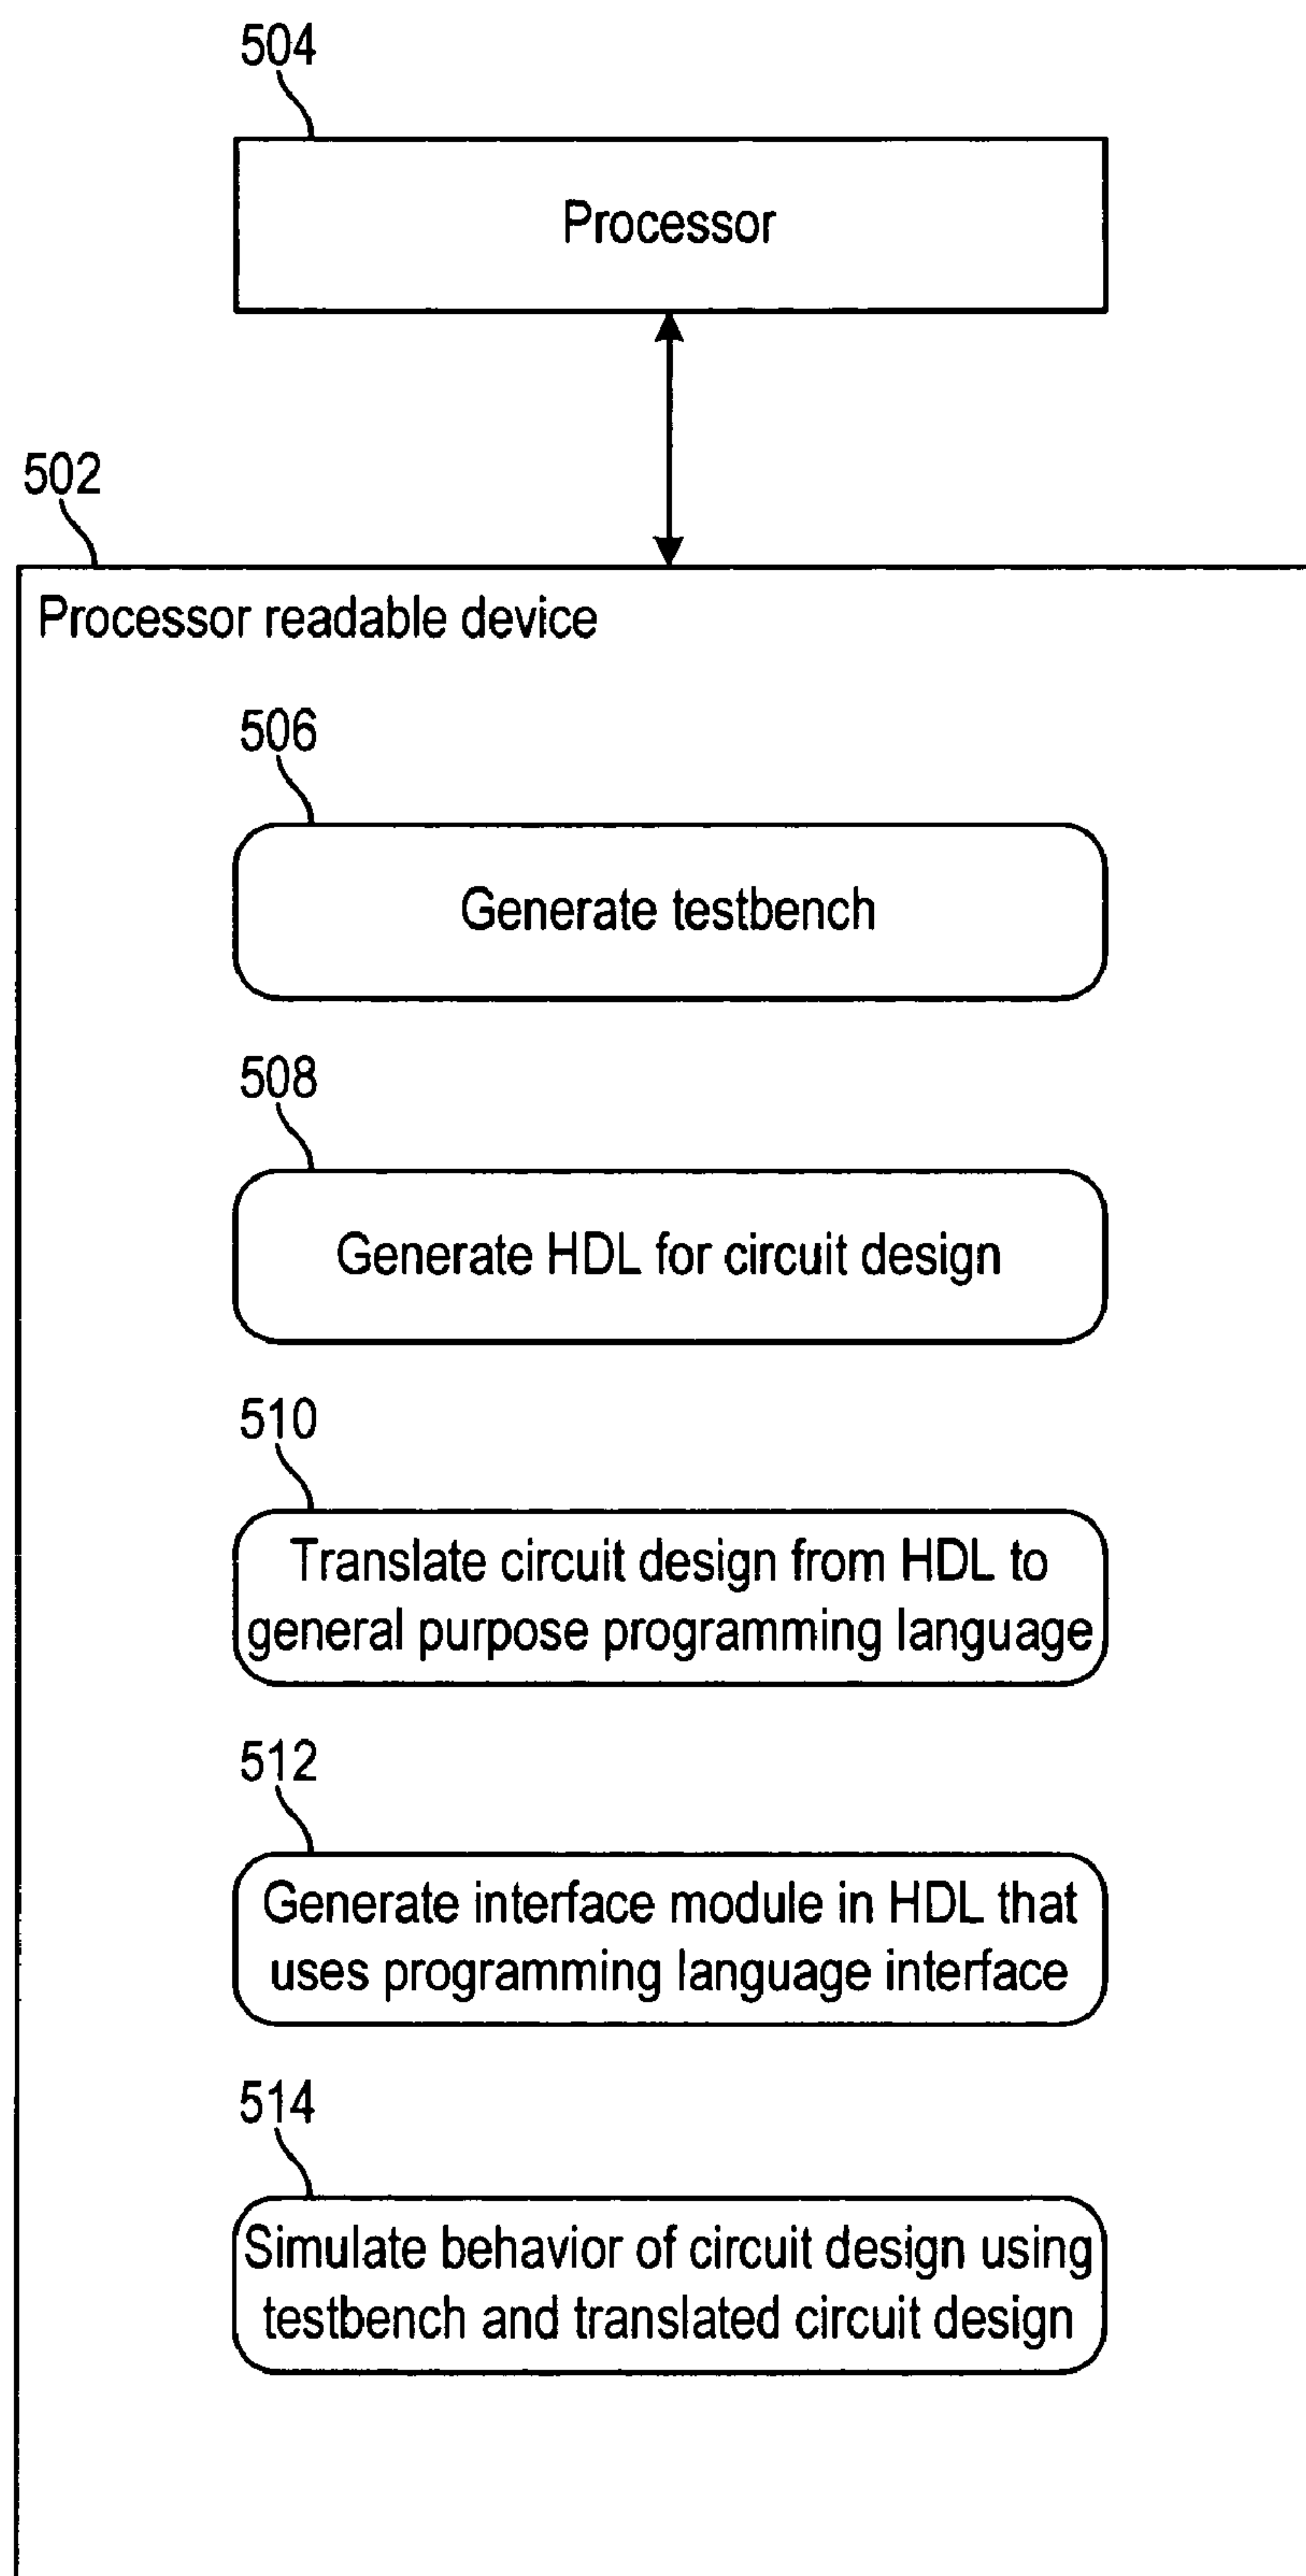 504
Processor
502
Processor readable device
506
Generate testbench
508
Generate HDL for circuit design
510
Translate circuit design from HDL to
general purpose programming language
512
Generate interface module in HDL that
uses programming language interface
514
Simulate behavior of circuit design using
testbench and translated circuit design